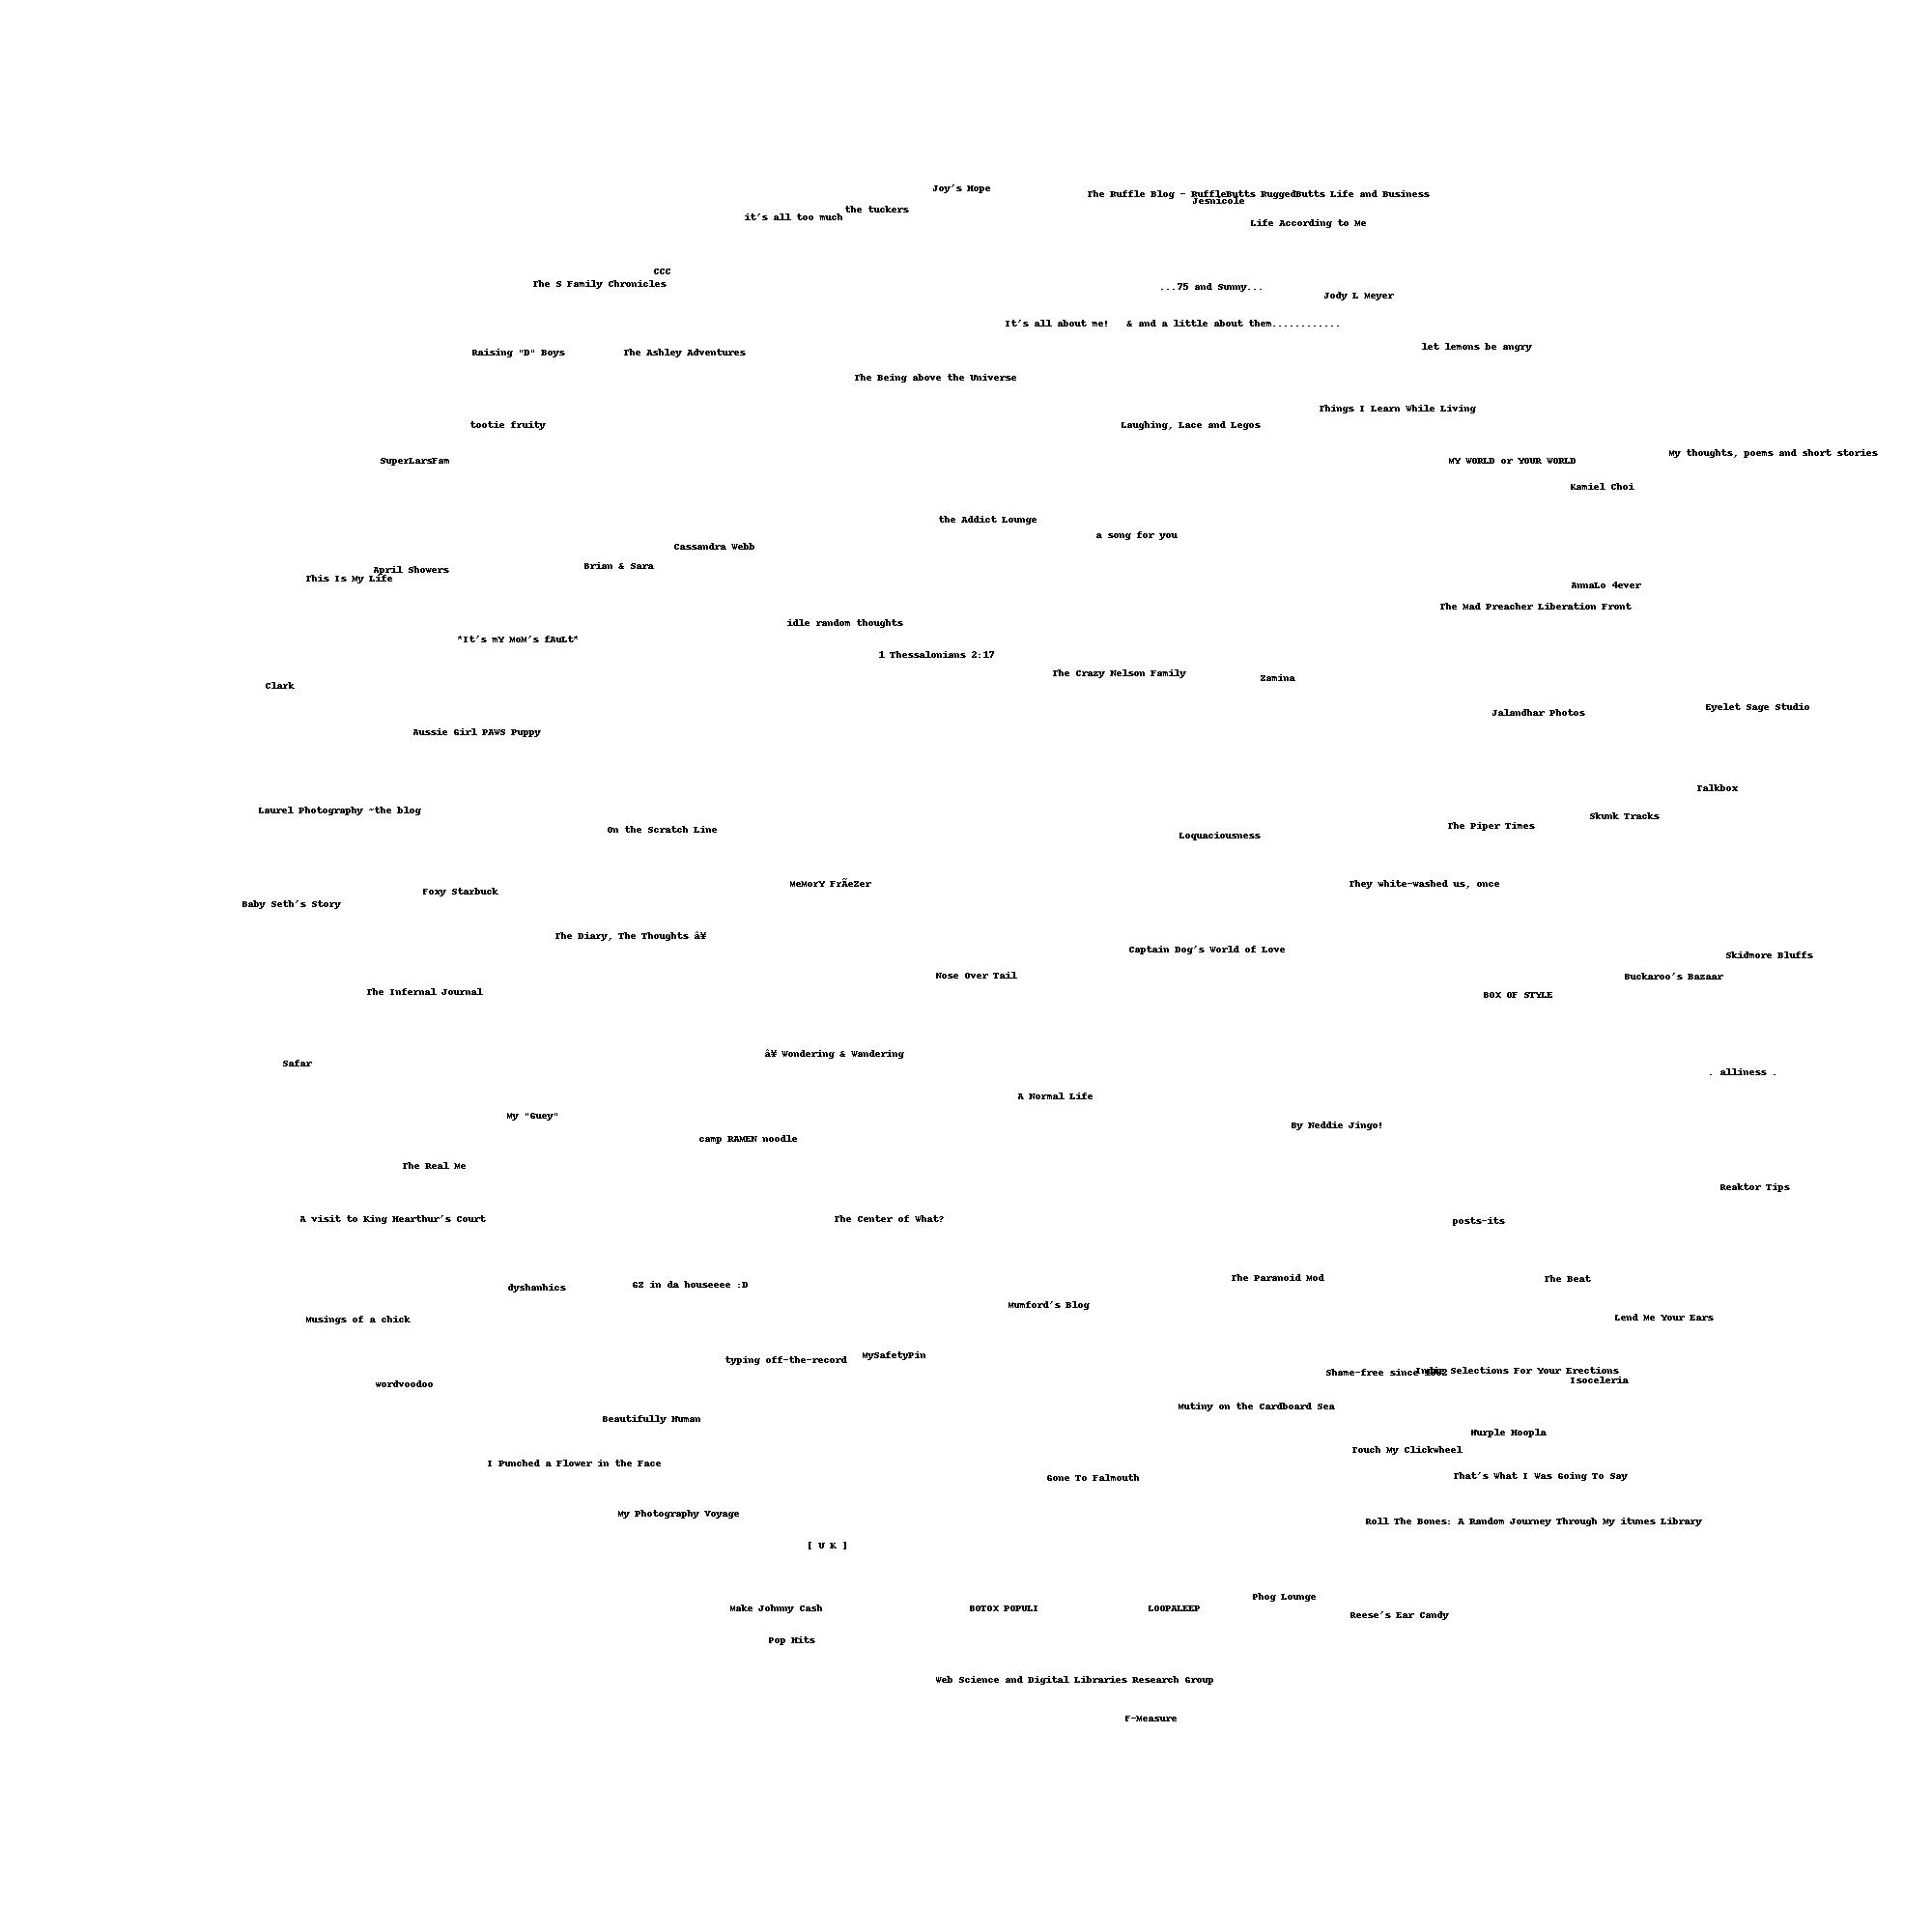 Joy's Hope
The Ruffle Blog - RuffleButts RuggedButts Life and Business
Jesnicole
the tuckers
it's all too much
Life According to Me
CCC
The S Family Chronicles
...75 and Sunny...
Jody L Meyer
It's all about me!   & and a little about them............
let lemons be angry
Raising "D" Boys
The Ashley Adventures
The Being above the Universe
Things I Learn While Living
tootie fruity
Laughing, Lace and Legos
My thoughts, poems and short stories
SuperLarsFam
MY WORLD or YOUR WORLD
Kamiel Choi
the Addict Lounge
a song for you
Cassandra Webb
Brian & Sara
April Showers
This Is My Life
AnnaLo 4ever
The Mad Preacher Liberation Front
idle random thoughts
*It's mY MoM's fAuLt*
1 Thessalonians 2:17
The Crazy Nelson Family
Zamina
Clark
Eyelet Sage Studio
Jalandhar Photos
Aussie Girl PAWS Puppy
Talkbox
Laurel Photography ~the blog
Skunk Tracks
The Piper Times
On the Scratch Line
Loquaciousness
MeMorY FrÃeZer
They white-washed us, once
Foxy Starbuck
Baby Seth's Story
The Diary, The Thoughts â¥
Captain Dog's World of Love
Skidmore Bluffs
Nose Over Tail
Buckaroo's Bazaar
The Infernal Journal
BOX OF STYLE
â¥ Wondering & Wandering
Safar
. alliness .
A Normal Life
My "Guey"
By Neddie Jingo!
camp RAMEN noodle
The Real Me
Reaktor Tips
A visit to King Hearthur's Court
The Center of What?
posts-its
The Paranoid Mod
The Beat
GZ in da houseeee :D
dyshanhics
Mumford's Blog
Lend Me Your Ears
Musings of a chick
MySafetyPin
typing off-the-record
Shame-free since
Selections For Your Erections
Isoceleria
wordvoodoo
Mutiny on the Cardboard Sea
Beautifully Human
Hurple Hoopla
Touch My Clickwheel
I Punched a Flower in the Face
That's What I Was Going To Say
Gone To Falmouth
My Photography Voyage
Roll The Bones: A Random Journey Through My itunes Library
[ U K ]
Phog Lounge
Make Johnny Cash
BOTOX POPULI
LOOPALEEP
Reese's Ear Candy
Pop Hits
Web Science and Digital Libraries Research Group
F-Measure